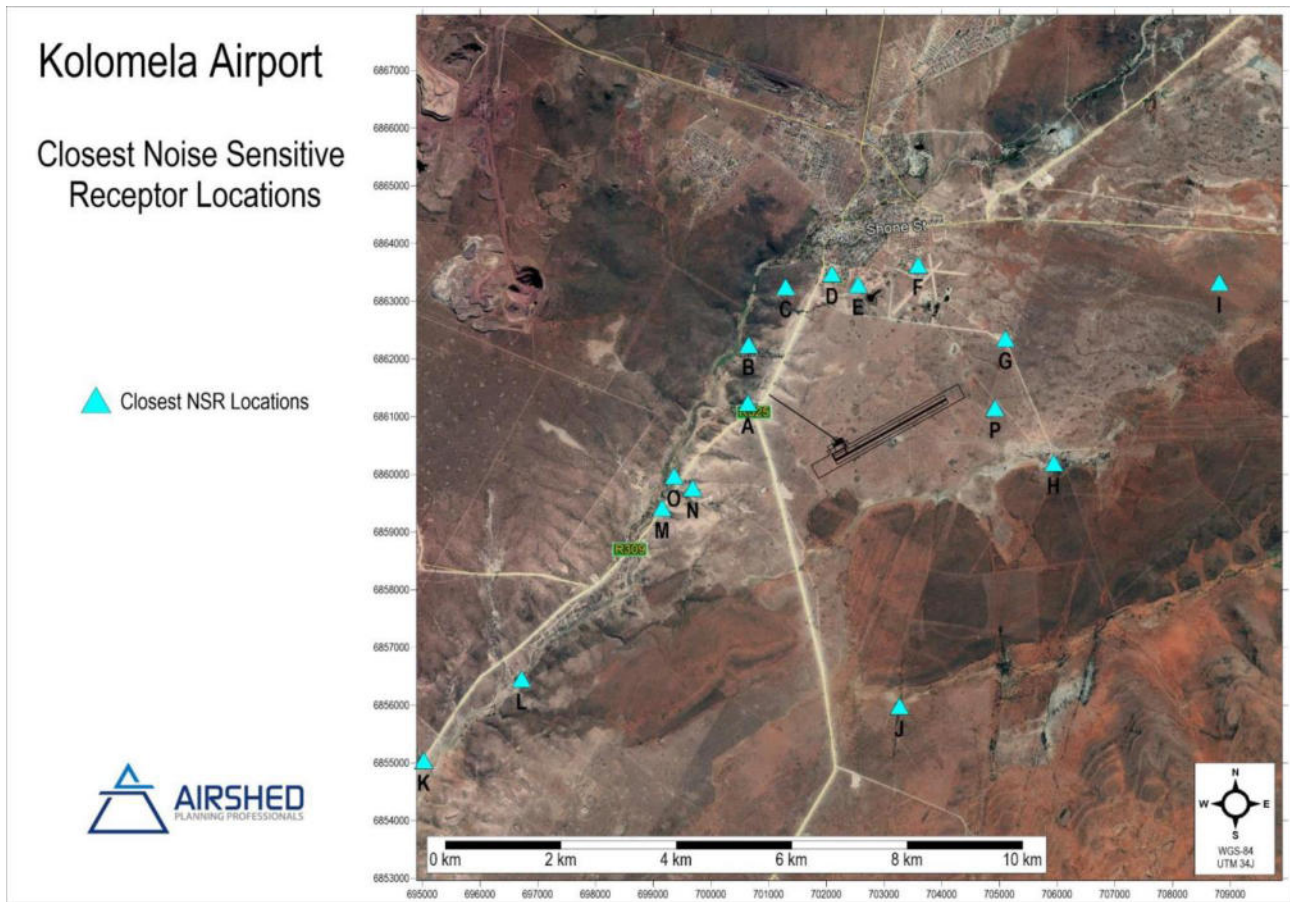 Kolomela Airport
Closest Noise Sensitive
Receptor Locations
Closest NSR Locations
AIRSHED
PLANNING PROFESSIONALS
6867000
6866000
6865000
6864000
6863000
6862000
6861000
6860000
6859000
6858000
6857000
6856000
6855000
6854000
6853000
Shone St
F
D
E
C
I
B
G
A
P
H
O
N
M
R309
L
J
K
0 km
2 km
4 km
6 km
8 km
10 km
N
W
E
S
WGS-84
UTM 34J
695000
696000
697000
698000
699000
700000
701000
702000
703000
704000
705000
706000
707000
708000
709000